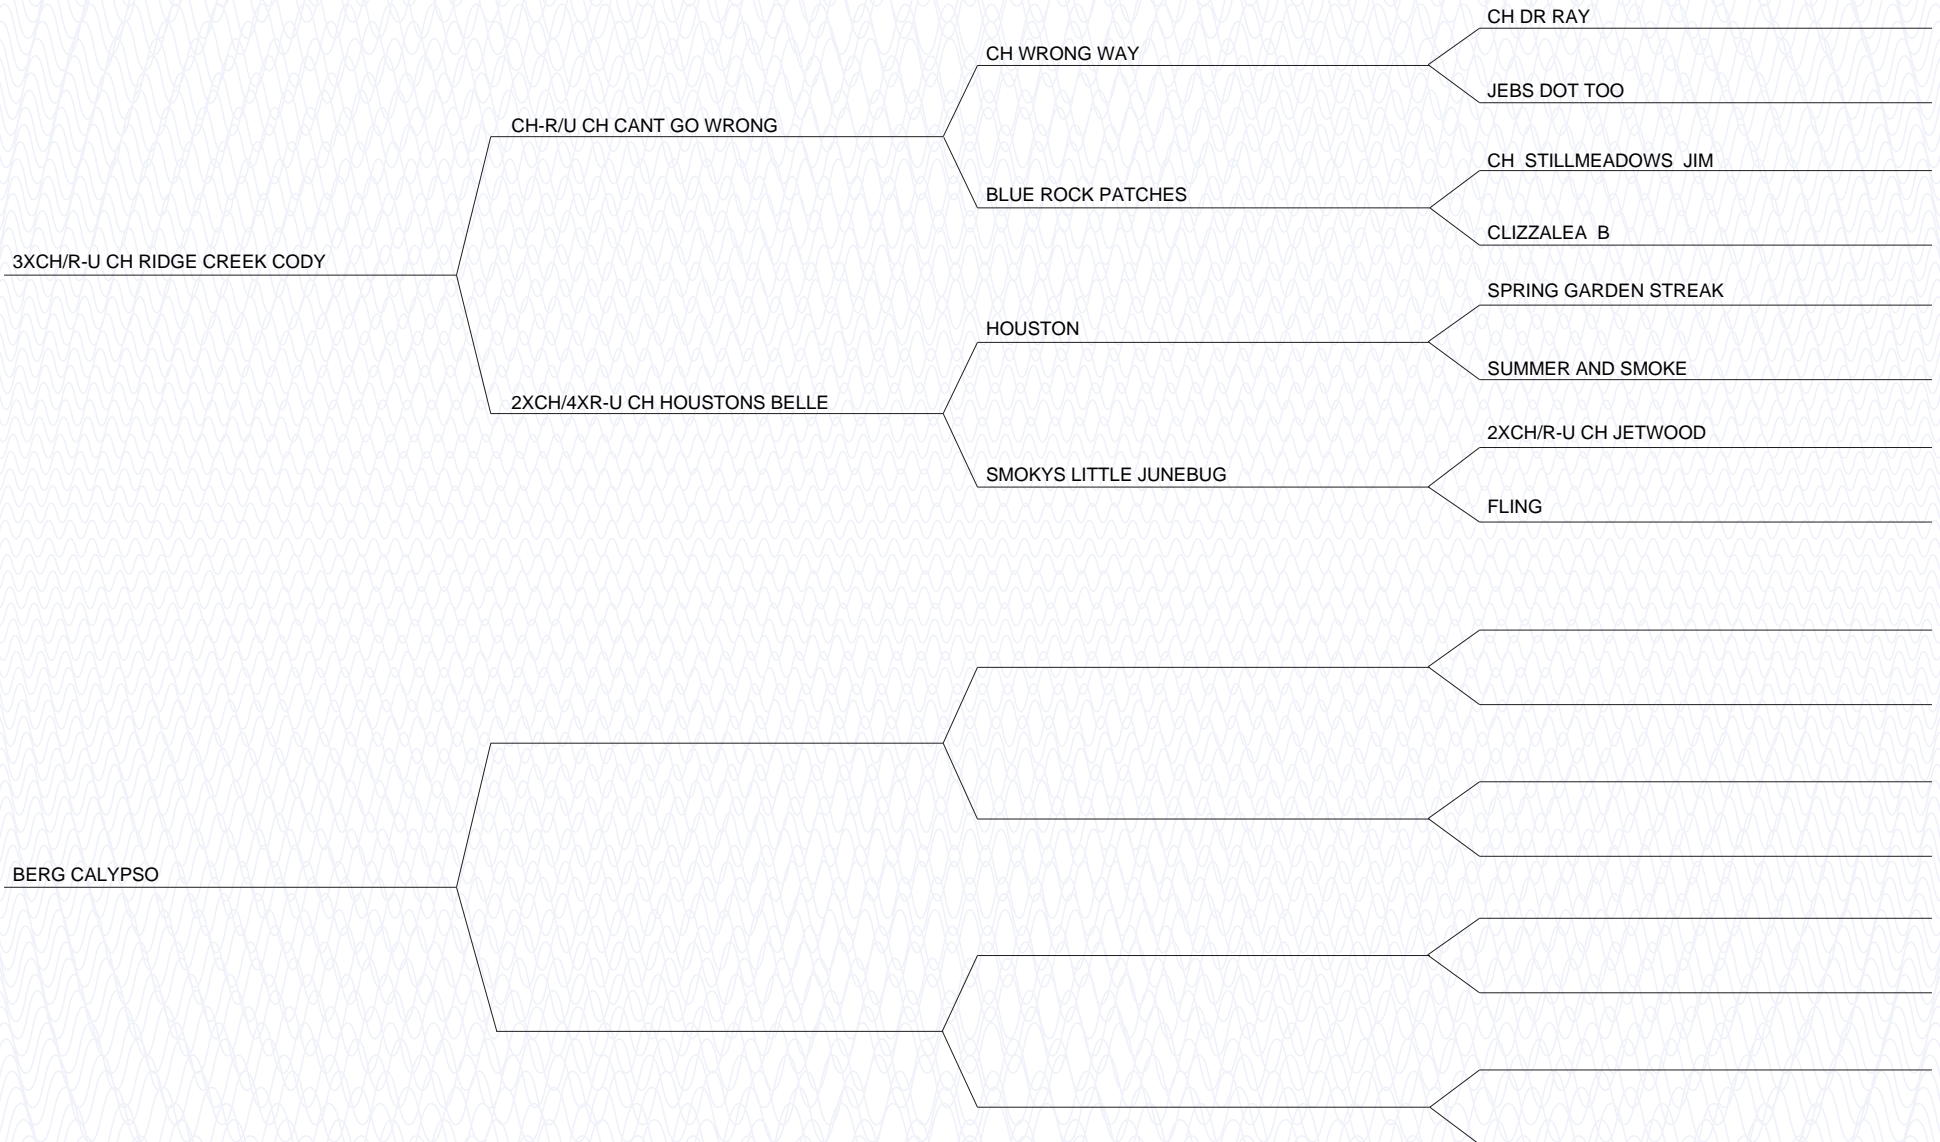 CH DR RAY
CH WRONG WAY
JEBS DOT TOO
CH-R/U CH CANT GO WRONG
CH  STILLMEADOWS  JIM
BLUE ROCK PATCHES
CLIZZALEA  B
3XCH/R-U CH RIDGE CREEK CODY
SPRING GARDEN STREAK
HOUSTON
SUMMER AND SMOKE
2XCH/4XR-U CH HOUSTONS BELLE
2XCH/R-U CH JETWOOD
SMOKYS LITTLE JUNEBUG
FLING
BERG CALYPSO